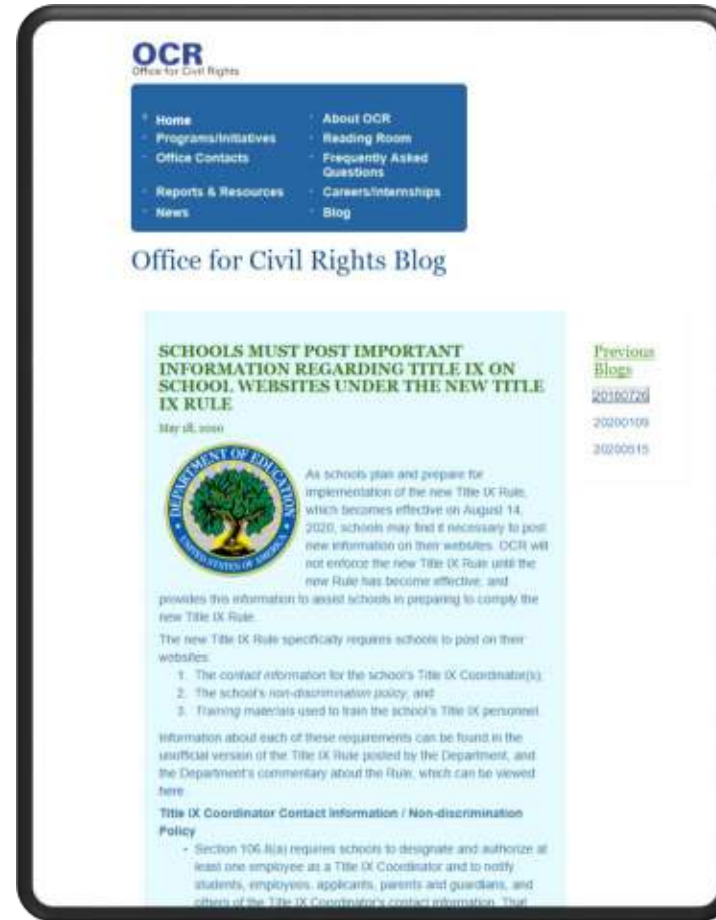 OCR
Office for Civil Rights
Home
About OCR
Programs/Initiatives
Reading Room
Office Contacts
Frequently Asked
Questions
Reports & Resources
Careers/Internships
News
Blog
Office for Civil Rights Blog
SCHOOLS MUST POST IMPORTANT
INFORMATION REGARDING TITLE IX ON
SCHOOL WEBSITES UNDER THE NEW TITLE
IX RULE
May 18, 2020
DEPARTMENT OF EDUCATION
UNITED STATES OF AMERICA
As schools plan and prepare for
implementation of the new Title IX Rule,
which becomes effective on August 14,
2020, schools may find it necessary to post
new information on their websites. OCR will
not enforce the new Title IX Rule until the
new Rule has become effective, and
provides this information to assist schools in preparing to comply the
new Title IX Rule.
The new Title IX Rule specifically requires schools to post on their
websites:
1. The contact information for the school's Title IX Coordinator(s);
2. The school's non-discrimination policy; and
3. Training materials used to train the school's Title IX personnel.
Information about each of these requirements can be found in the
unofficial version of the Title IX Rule posted by the Department, and
the Department's commentary about the Rule, which can be viewed
here.
Title IX Coordinator Contact Information / Non-discrimination
Policy
- Section 106.8(a) requires schools to designate and authorize at
least one employee as a Title IX Coordinator and to notify
students, employees, applicants, parents and guardians, and
others of the Title IX Coordinator's contact information. That
Previous
Blogs
20180726
20200109
20200515